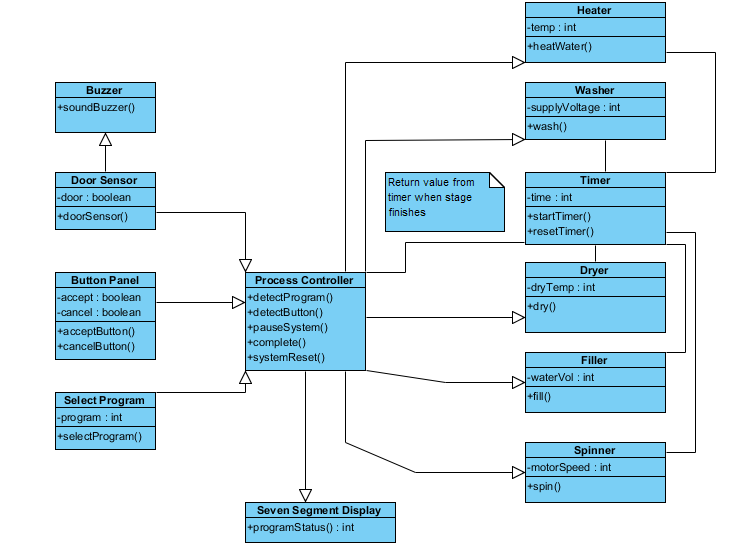 Heater
-temp : int
+heatWater()
Buzzer
+soundBuzzer()
Washer
-supplyVoltage : int
+wash()
Door Sensor
-door : boolean
+doorSensor()
Return value from
timer when stage
finishes
Timer
-time : int
+startTimer()
+resetTimer()
Button Panel
-accept : boolean
-cancel : boolean
+acceptButton()
+cancelButton()
Process Controller
+detectProgram()
+detectButton()
+pauseSystem()
+complete()
+systemReset()
Dryer
-dryTemp : int
+dry()
Filler
-waterVol : int
+fill()
Select Program
-program : int
+selectProgram()
Spinner
-motorSpeed : int
+spin()
Seven Segment Display
+programStatus() : int